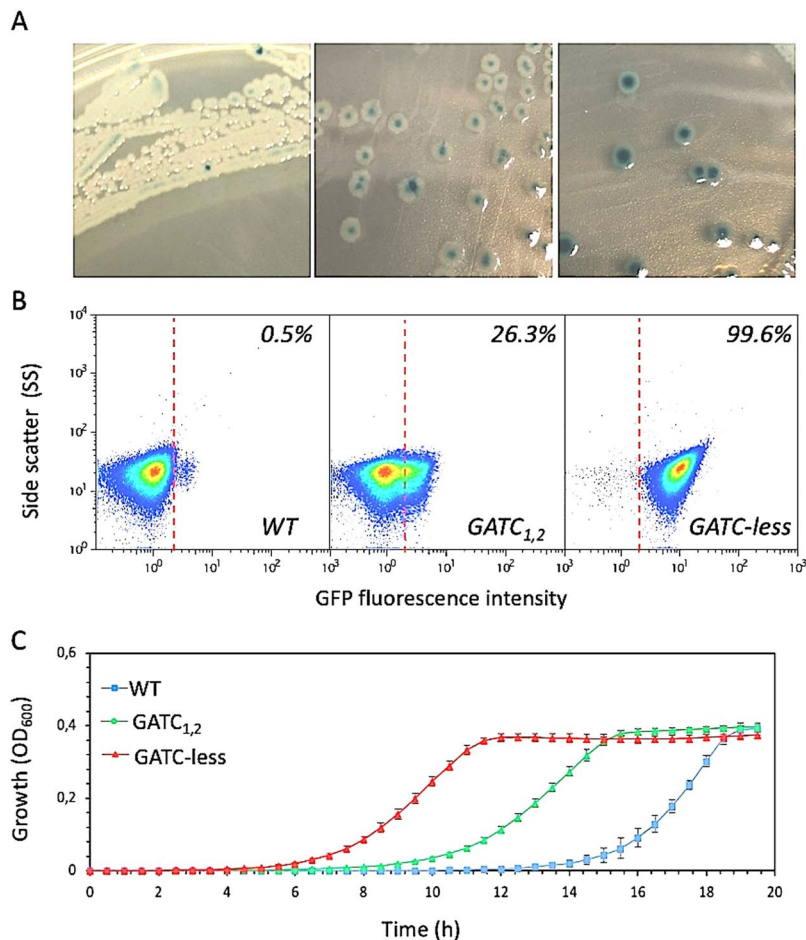 A
B
10⁴
10³
10²
10¹
10⁰
Side scatter (SS)
0.5%
26.3%
99.6%
WT
GATC₁,₂
GATC-less
10⁰ 10¹ 10² 10³
10⁰ 10¹ 10² 10³
10⁰ 10¹ 10² 10³
GFP fluorescence intensity
C
0,6
0,4
0,2
0
Growth (OD₆₀₀)
WT
GATC₁,₂
GATC-less
0 2 4 6 8 10 12 14 16 18 20
Time (h)